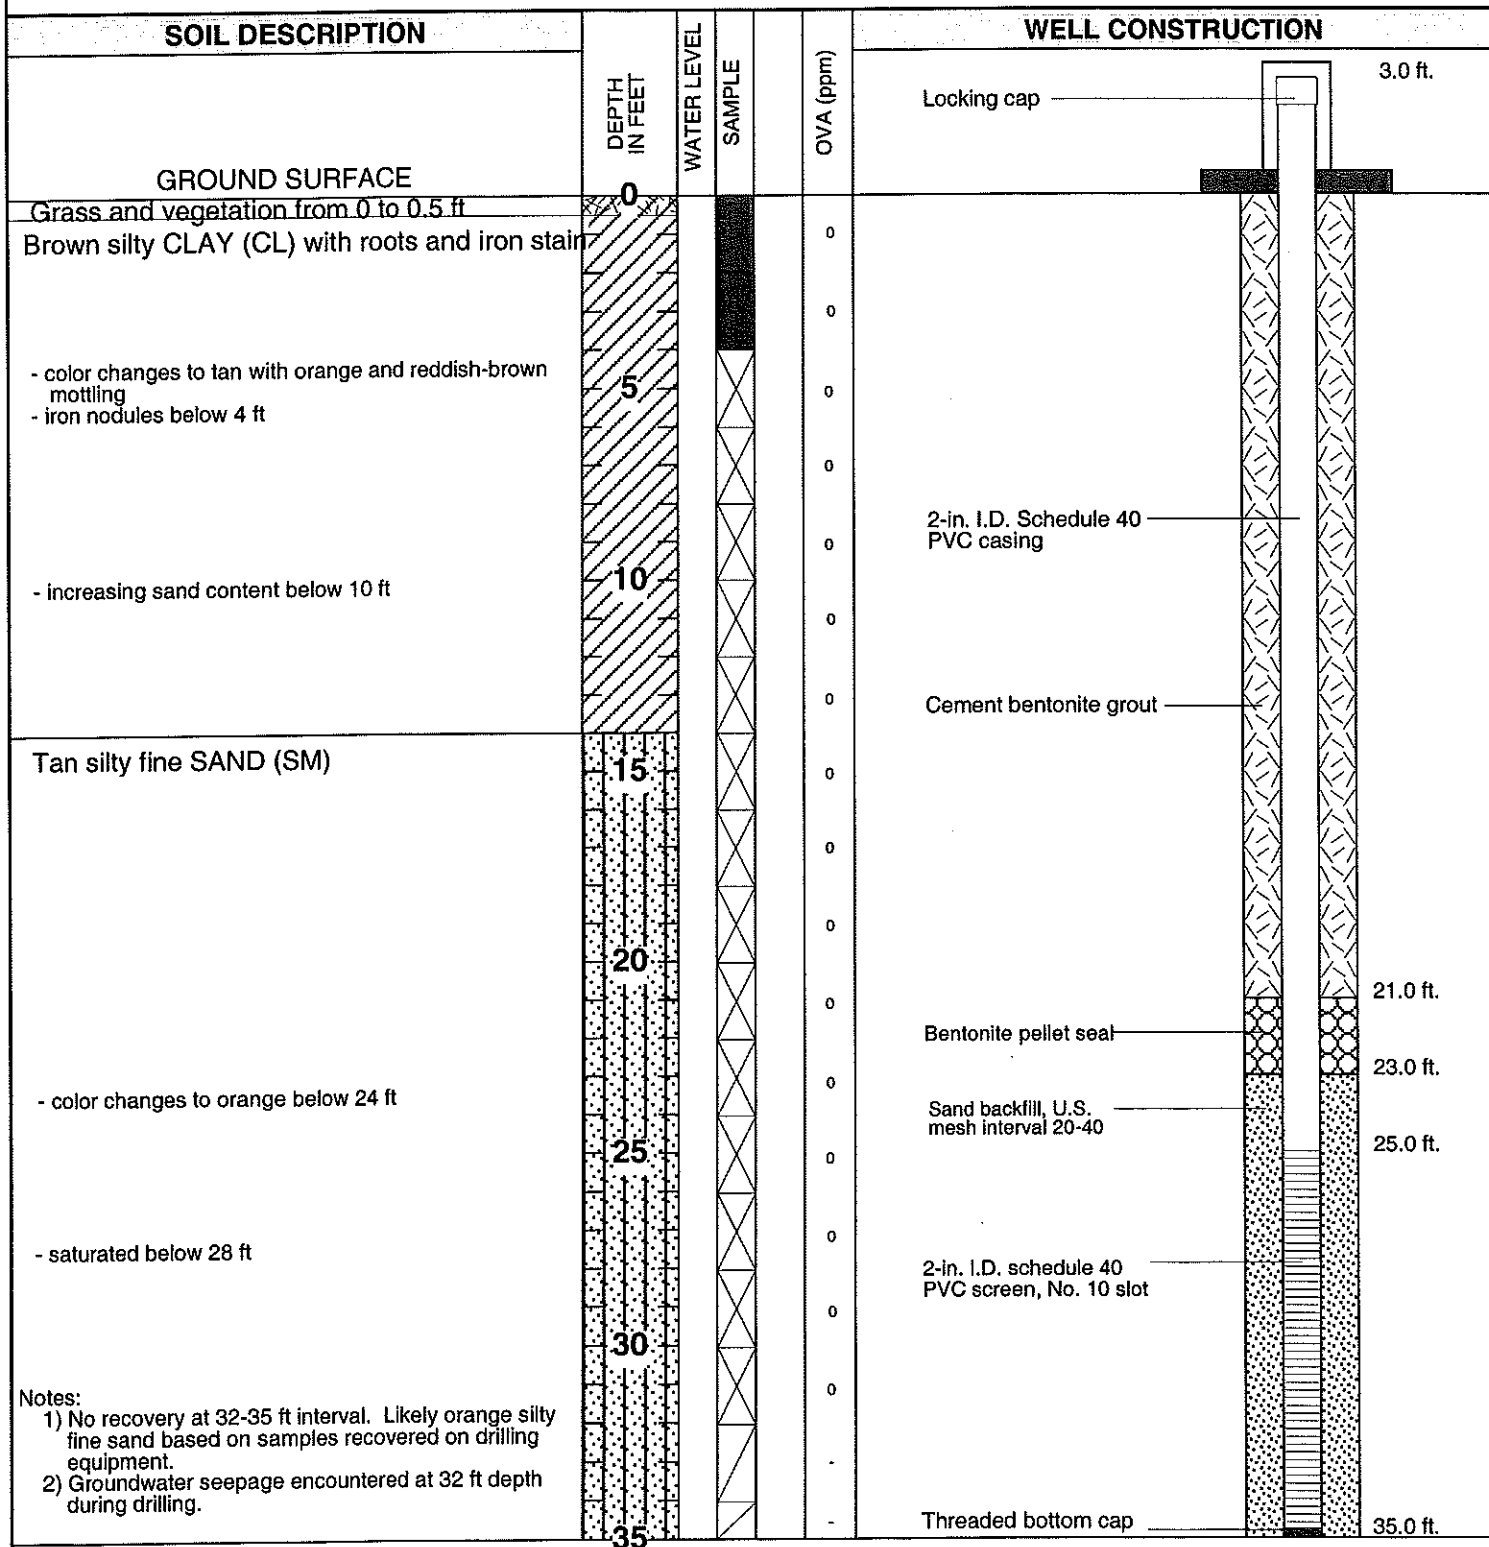 SOIL DESCRIPTION
DEPTH
IN FEET
WATER LEVEL
SAMPLE
OVA (ppm)
WELL CONSTRUCTION
3.0 ft.
Locking cap
GROUND SURFACE
0
Grass and vegetation from 0 to 0.5 ft
Brown silty CLAY (CL) with roots and iron stain
0
0
- color changes to tan with orange and reddish-brown
mottling
- iron nodules below 4 ft
5
0
0
2-in. I.D. Schedule 40
PVC casing
0
- increasing sand content below 10 ft
10
0
Cement bentonite grout
0
Tan silty fine SAND (SM)
15
0
0
0
20
21.0 ft.
0
Bentonite pellet seal
23.0 ft.
0
- color changes to orange below 24 ft
Sand backfill, U.S.
mesh interval 20-40
25
0
25.0 ft.
0
- saturated below 28 ft
2-in. I.D. schedule 40
PVC screen, No. 10 slot
0
30
0
Notes:
1) No recovery at 32-35 ft interval. Likely orange silty
fine sand based on samples recovered on drilling
equipment.
-
2) Groundwater seepage encountered at 32 ft depth
during drilling.
-
Threaded bottom cap
35
35.0 ft.